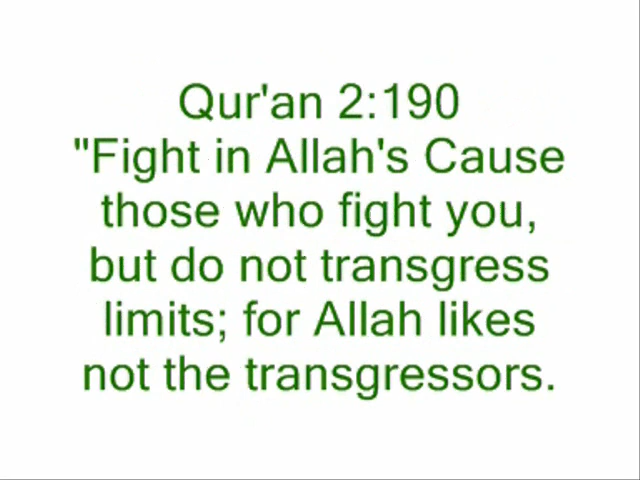 Qur'an 2:190
"Fight in Allah's Cause
those who fight you,
but do not transgress
limits; for Allah likes
not the transgressors.